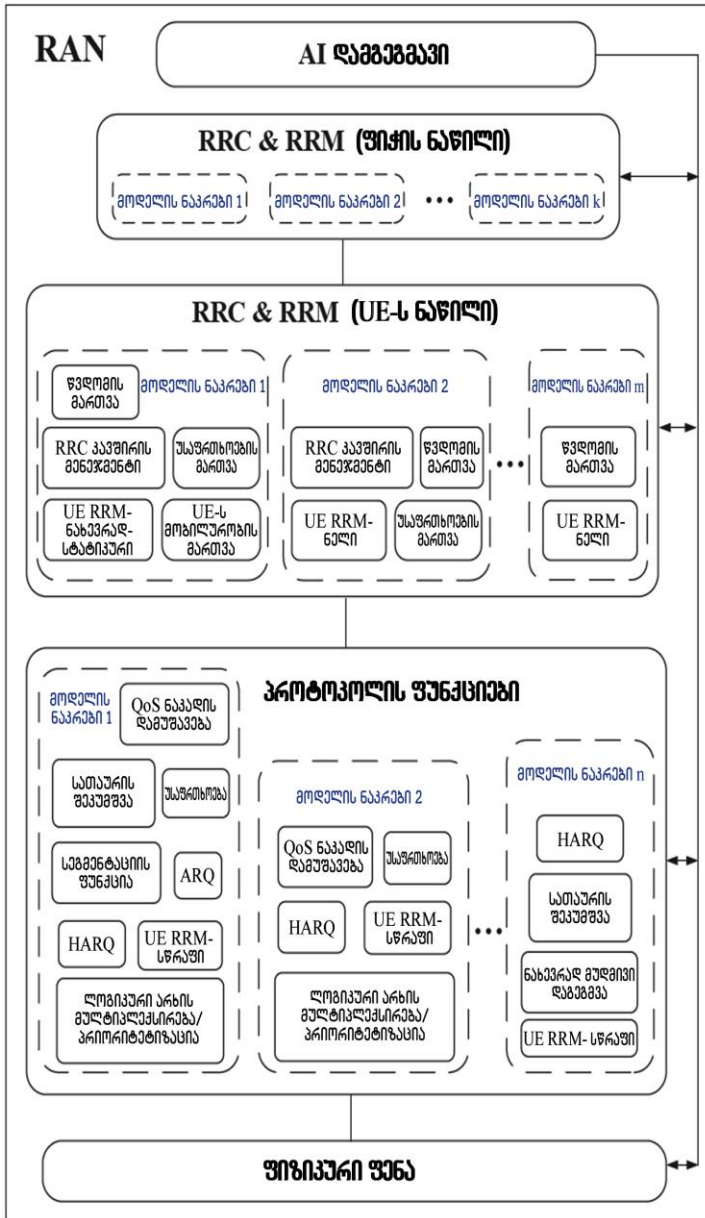 RAN
AI დამგეგმავი
RRC & RRM (ფიჭის ნაწილი)
მოდელის ნაკრები 1
მოდელის ნაკრები 2
•••
მოდელის ნაკრები k
RRC & RRM (UE-ს ნაწილი)
წვდომის
მართვა
მოდელის ნაკრები 1
RRC კავშირის
მენეჯმენტი
უსაფრთხოების
მართვა
UE RRM-
ნახევრად-
სტატიკური
UE-ს
მობილურობის
მართვა
მოდელის ნაკრები 2
RRC კავშირის
მენეჯმენტი
წვდომის
მართვა
UE RRM-
ნელი
უსაფრთხოების
მართვა
•••
მოდელის ნაკრები m
წვდომის
მართვა
UE RRM-
ნელი
პროტოკოლის ფუნქციები
მოდელის
ნაკრები 1
QoS ნაკადის
დამუშავება
სათაურის
შეკუმშვა
უსაფრთხოება
სეგმენტაციის
ფუნქცია
ARQ
HARQ
UE RRM-
სწრაფი
ლოგიკური არხის
მულტიპლექსირება/
პრიორიტეტიზაცია
მოდელის ნაკრები 2
QoS ნაკადის
დამუშავება
უსაფრთხოება
HARQ
UE RRM-
სწრაფი
ლოგიკური არხის
მულტიპლექსირება/
პრიორიტეტიზაცია
•••
მოდელის ნაკრები n
HARQ
სათაურის
შეკუმშვა
ნახევრად მუდმივი
დაგეგმვა
UE RRM- სწრაფი
ფიზიკური ფენა